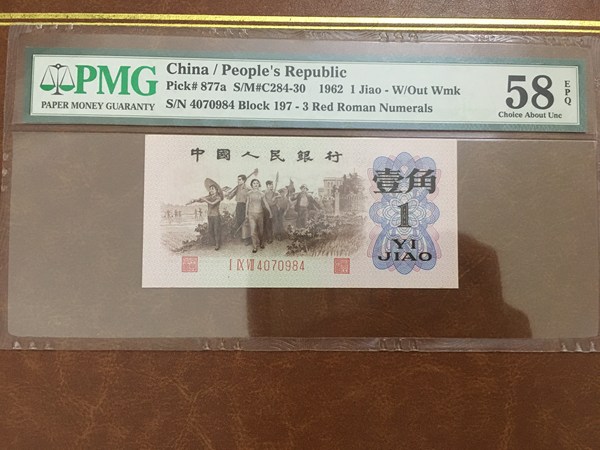 PMG
PAPER MONEY GUARANTY
China / People's Republic
Pick# 877a S/M#C284-30 1962 1 Jiao - W/Out Wmk
S/N 4070984 Block 197 - 3 Red Roman Numerals
58 EPQ
Choice About Unc
中國人民銀行
壹角
1
YI
JIAO
I IX VII 4070984